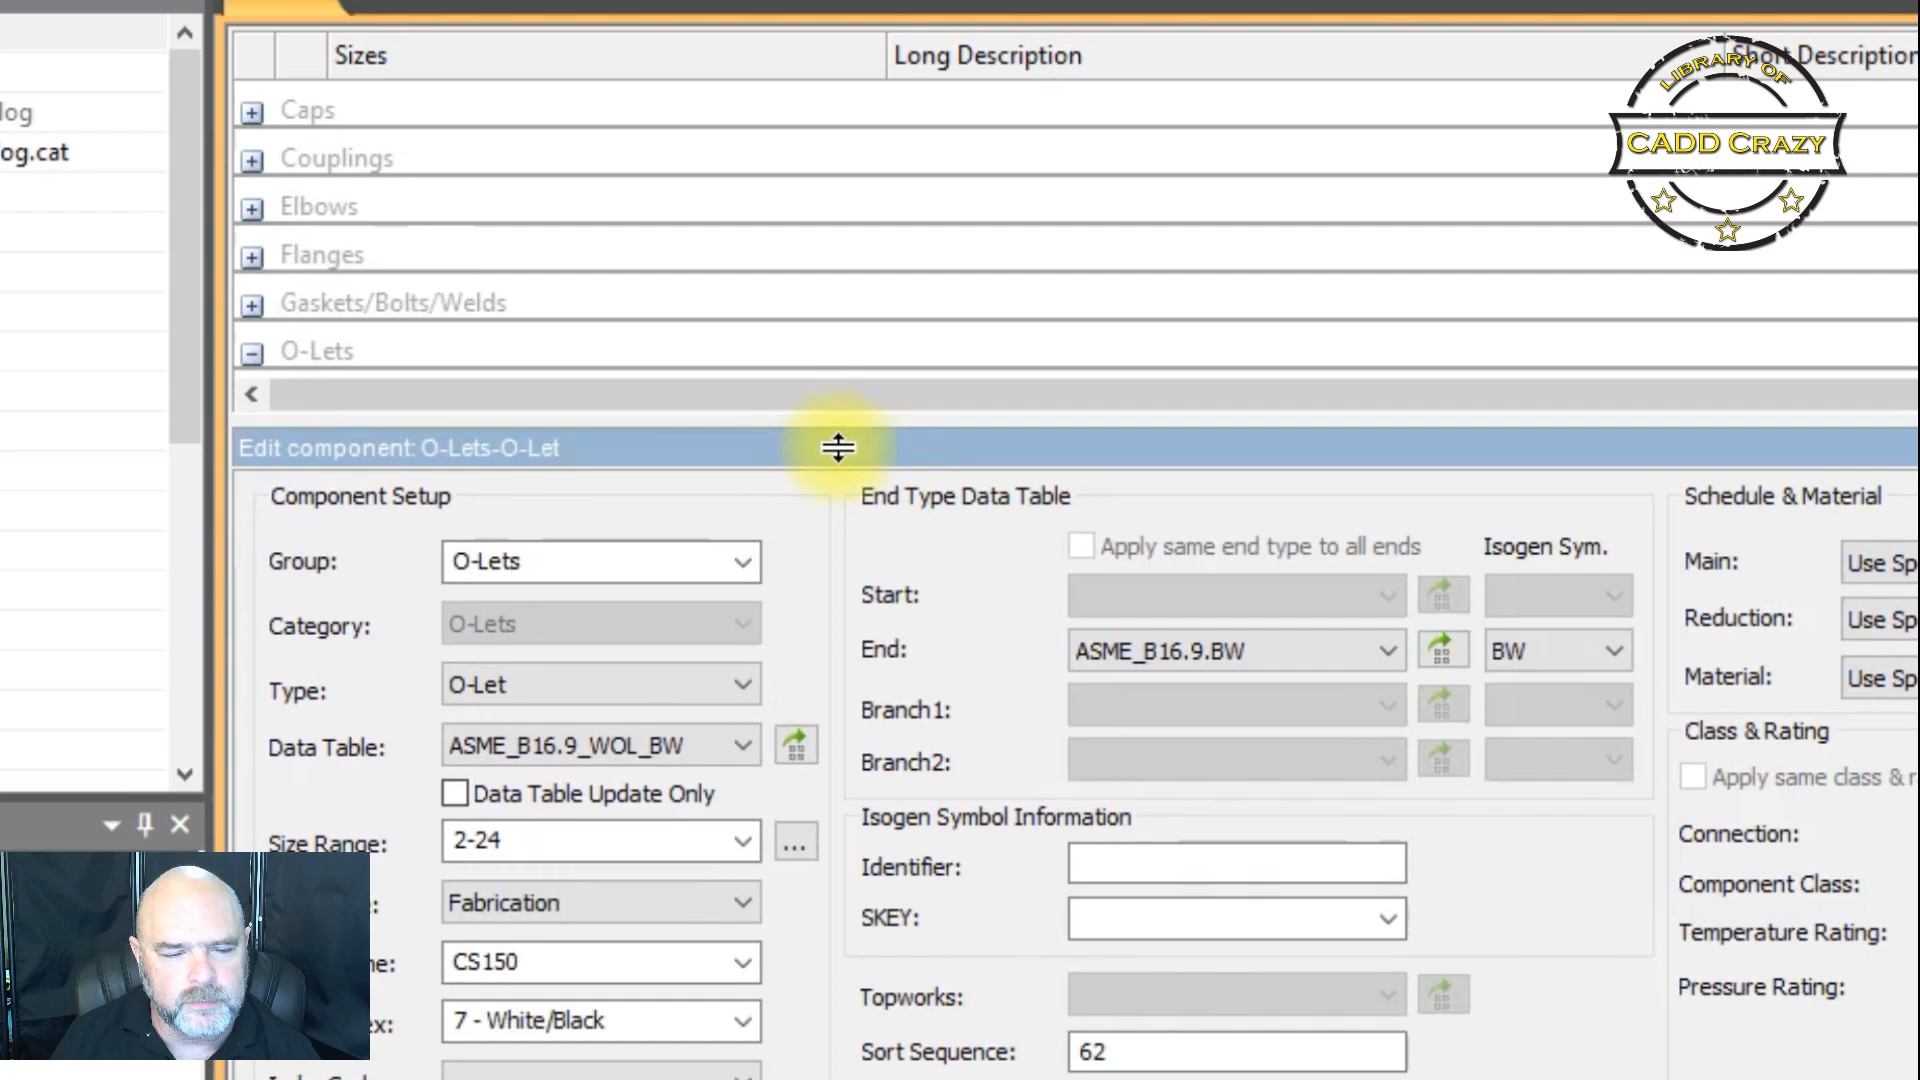 Sizes
Long Description
Short Description
LIBRARY OF
CADD CRAZY
log
og.cat
Caps
Couplings
Elbows
Flanges
Gaskets/Bolts/Welds
O-Lets
Edit component: O-Lets-O-Let
Component Setup
Group:
O-Lets
Category:
O-Lets
Type:
O-Let
Data Table:
ASME_B16.9_WOL_BW
Data Table Update Only
Size Range:
2-24
...
:
Fabrication
ne:
CS150
ex:
7 - White/Black
End Type Data Table
Apply same end type to all ends
Isogen Sym.
Start:
End:
ASME_B16.9.BW
BW
Branch1:
Branch2:
Isogen Symbol Information
Identifier:
SKEY:
Topworks:
Sort Sequence:
62
Schedule & Material
Main:
Use Sp
Reduction:
Use Sp
Material:
Use Sp
Class & Rating
Apply same class & r
Connection:
Component Class:
Temperature Rating:
Pressure Rating: